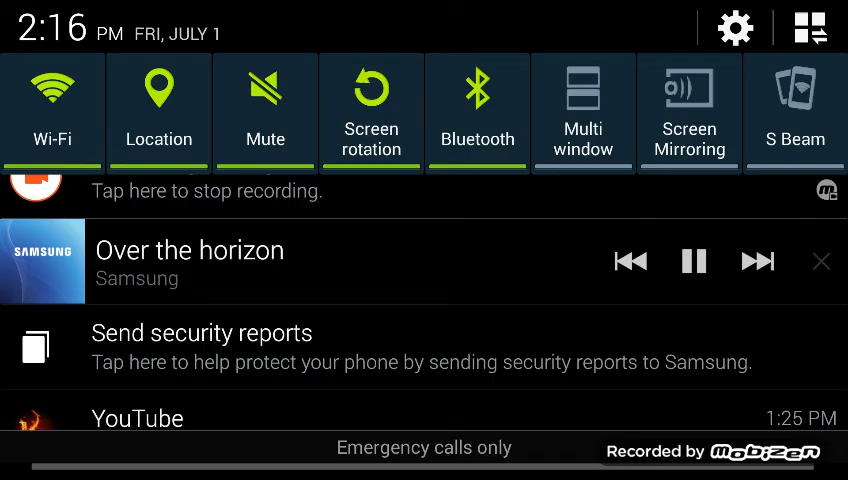 2:16 PM FRI, JULY 1
Wi-Fi
Location
Mute
Screen
rotation
Bluetooth
Multi
window
Screen
Mirroring
S Beam
Tap here to stop recording.
SAMSUNG
Over the horizon
Samsung
Send security reports
Tap here to help protect your phone by sending security reports to Samsung.
YouTube
1:25 PM
Emergency calls only
Recorded by mobizen